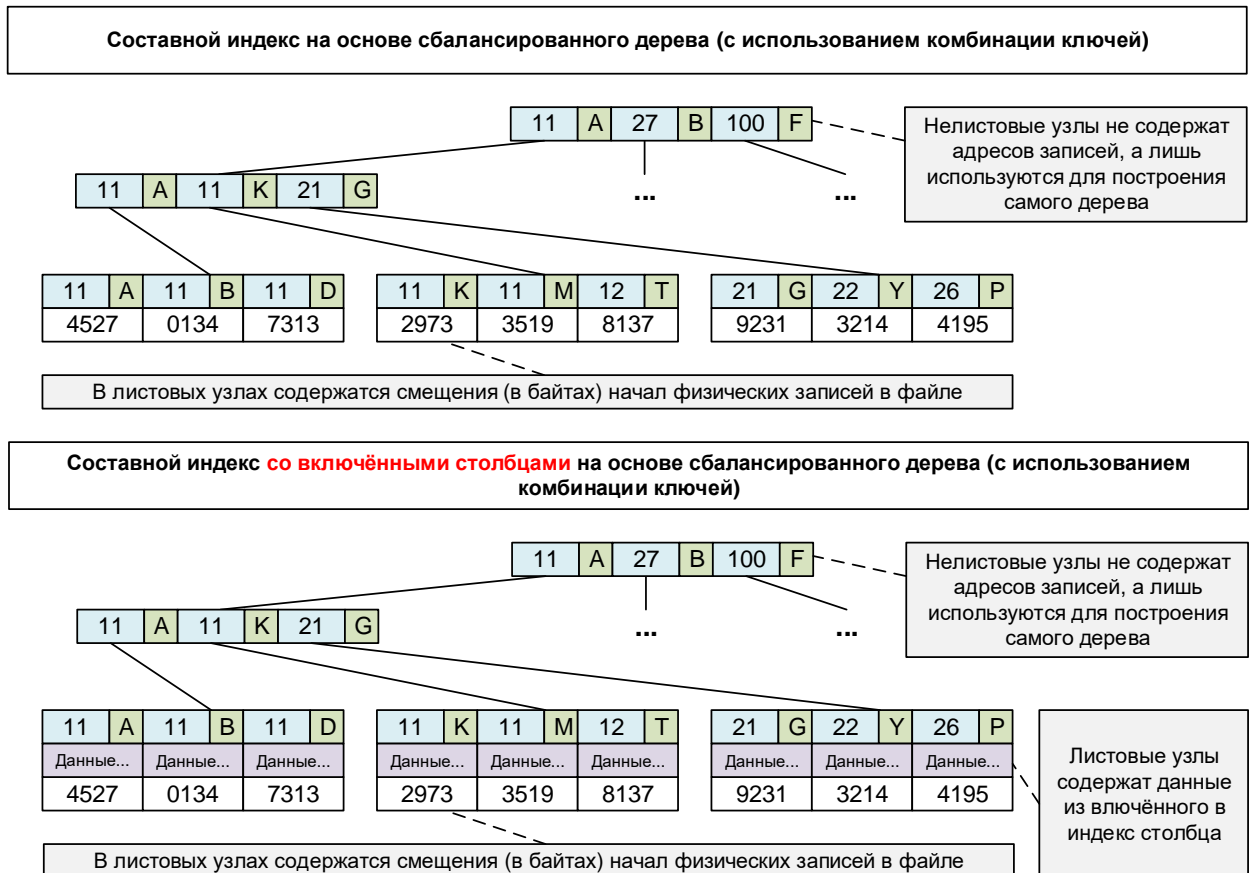 Составной индекс на основе сбалансированного дерева (с использованием комбинации ключей)
11 A 27 B 100 F
Нелистовые узлы не содержат
адресов записей, а лишь
используются для построения
самого дерева
11 A 11 K 21 G
... ...
11 A 11 B 11 D 11 K 11 M 12 T 21 G 22 Y 26 P
4527 0134 7313 2973 3519 8137 9231 3214 4195
В листовых узлах содержатся смещения (в байтах) начал физических записей в файле
Составной индекс со включёнными столбцами на основе сбалансированного дерева (с использованием
комбинации ключей)
11 A 27 B 100 F
Нелистовые узлы не содержат
адресов записей, а лишь
используются для построения
самого дерева
11 A 11 K 21 G
... ...
11 A 11 B 11 D 11 K 11 M 12 T 21 G 22 Y 26 P
Данные... Данные... Данные... Данные... Данные... Данные... Данные... Данные... Данные...
4527 0134 7313 2973 3519 8137 9231 3214 4195
Листовые узлы
содержат данные
из влючённого в
индекс столбца
В листовых узлах содержатся смещения (в байтах) начал физических записей в файле